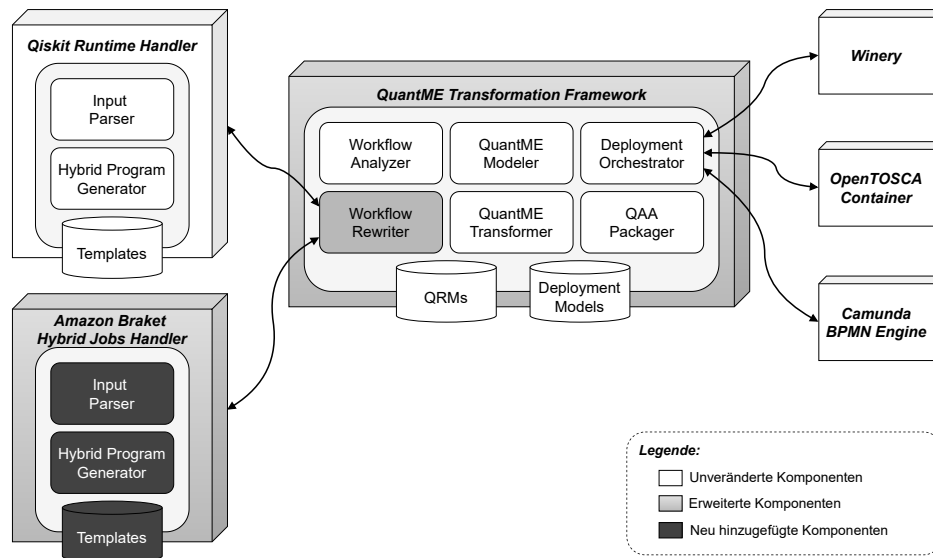 Qiskit Runtime Handler
Input
Parser
Hybrid Program
Generator
Templates
Amazon Braket
Hybrid Jobs Handler
Input
Parser
Hybrid Program
Generator
Templates
QuantME Transformation Framework
Workflow
Analyzer
QuantME
Modeler
Deployment
Orchestrator
Workflow
Rewriter
QuantME
Transformer
QAA
Packager
QRMs
Deployment
Models
Winery
OpenTOSCA
Container
Camunda
BPMN Engine
Legende:
Unveränderte Komponenten
Erweiterte Komponenten
Neu hinzugefügte Komponenten